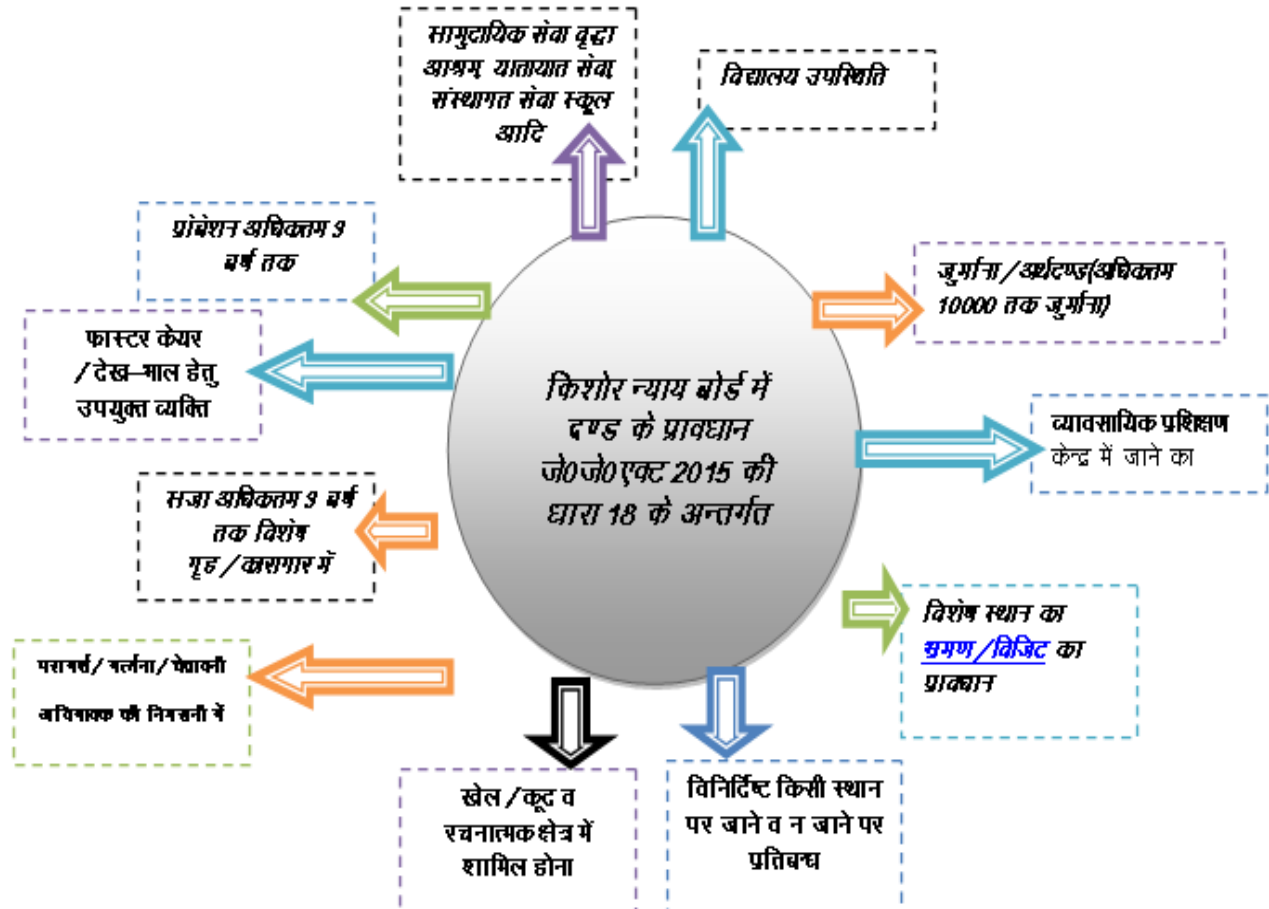 सामुदायिक सेवा वृद्धा
आश्रम, यातायात सेवा,
संस्थागत सेवा स्कूल
आदि
विद्यालय उपस्थिति
प्रोबेशन अधिकतम 3
वर्ष तक
जुर्माना/अर्थदण्ड(अधिकतम
10000 तक जुर्माना)
फास्टर केयर
/देख–भाल हेतु
उपयुक्त व्यक्ति
किशोर न्याय बोर्ड में
दण्ड के प्रावधान
जे0जे0एक्ट 2015 की
धारा 18 के अन्तर्गत
व्यावसायिक प्रशिक्षण
केन्द्र में जाने का
सजा अधिकतम 3 वर्ष
तक विशेष
गृह/कारागार में
विशेष स्थान का
भ्रमण/विजिट का
प्रावधान
परामर्श/भर्त्सना/चेतावनी
अभिभावक की निगरानी में
खेल/कूद व
रचनात्मक क्षेत्र में
शामिल होना
विनिर्दिष्ट किसी स्थान
पर जाने व न जाने पर
प्रतिबन्ध